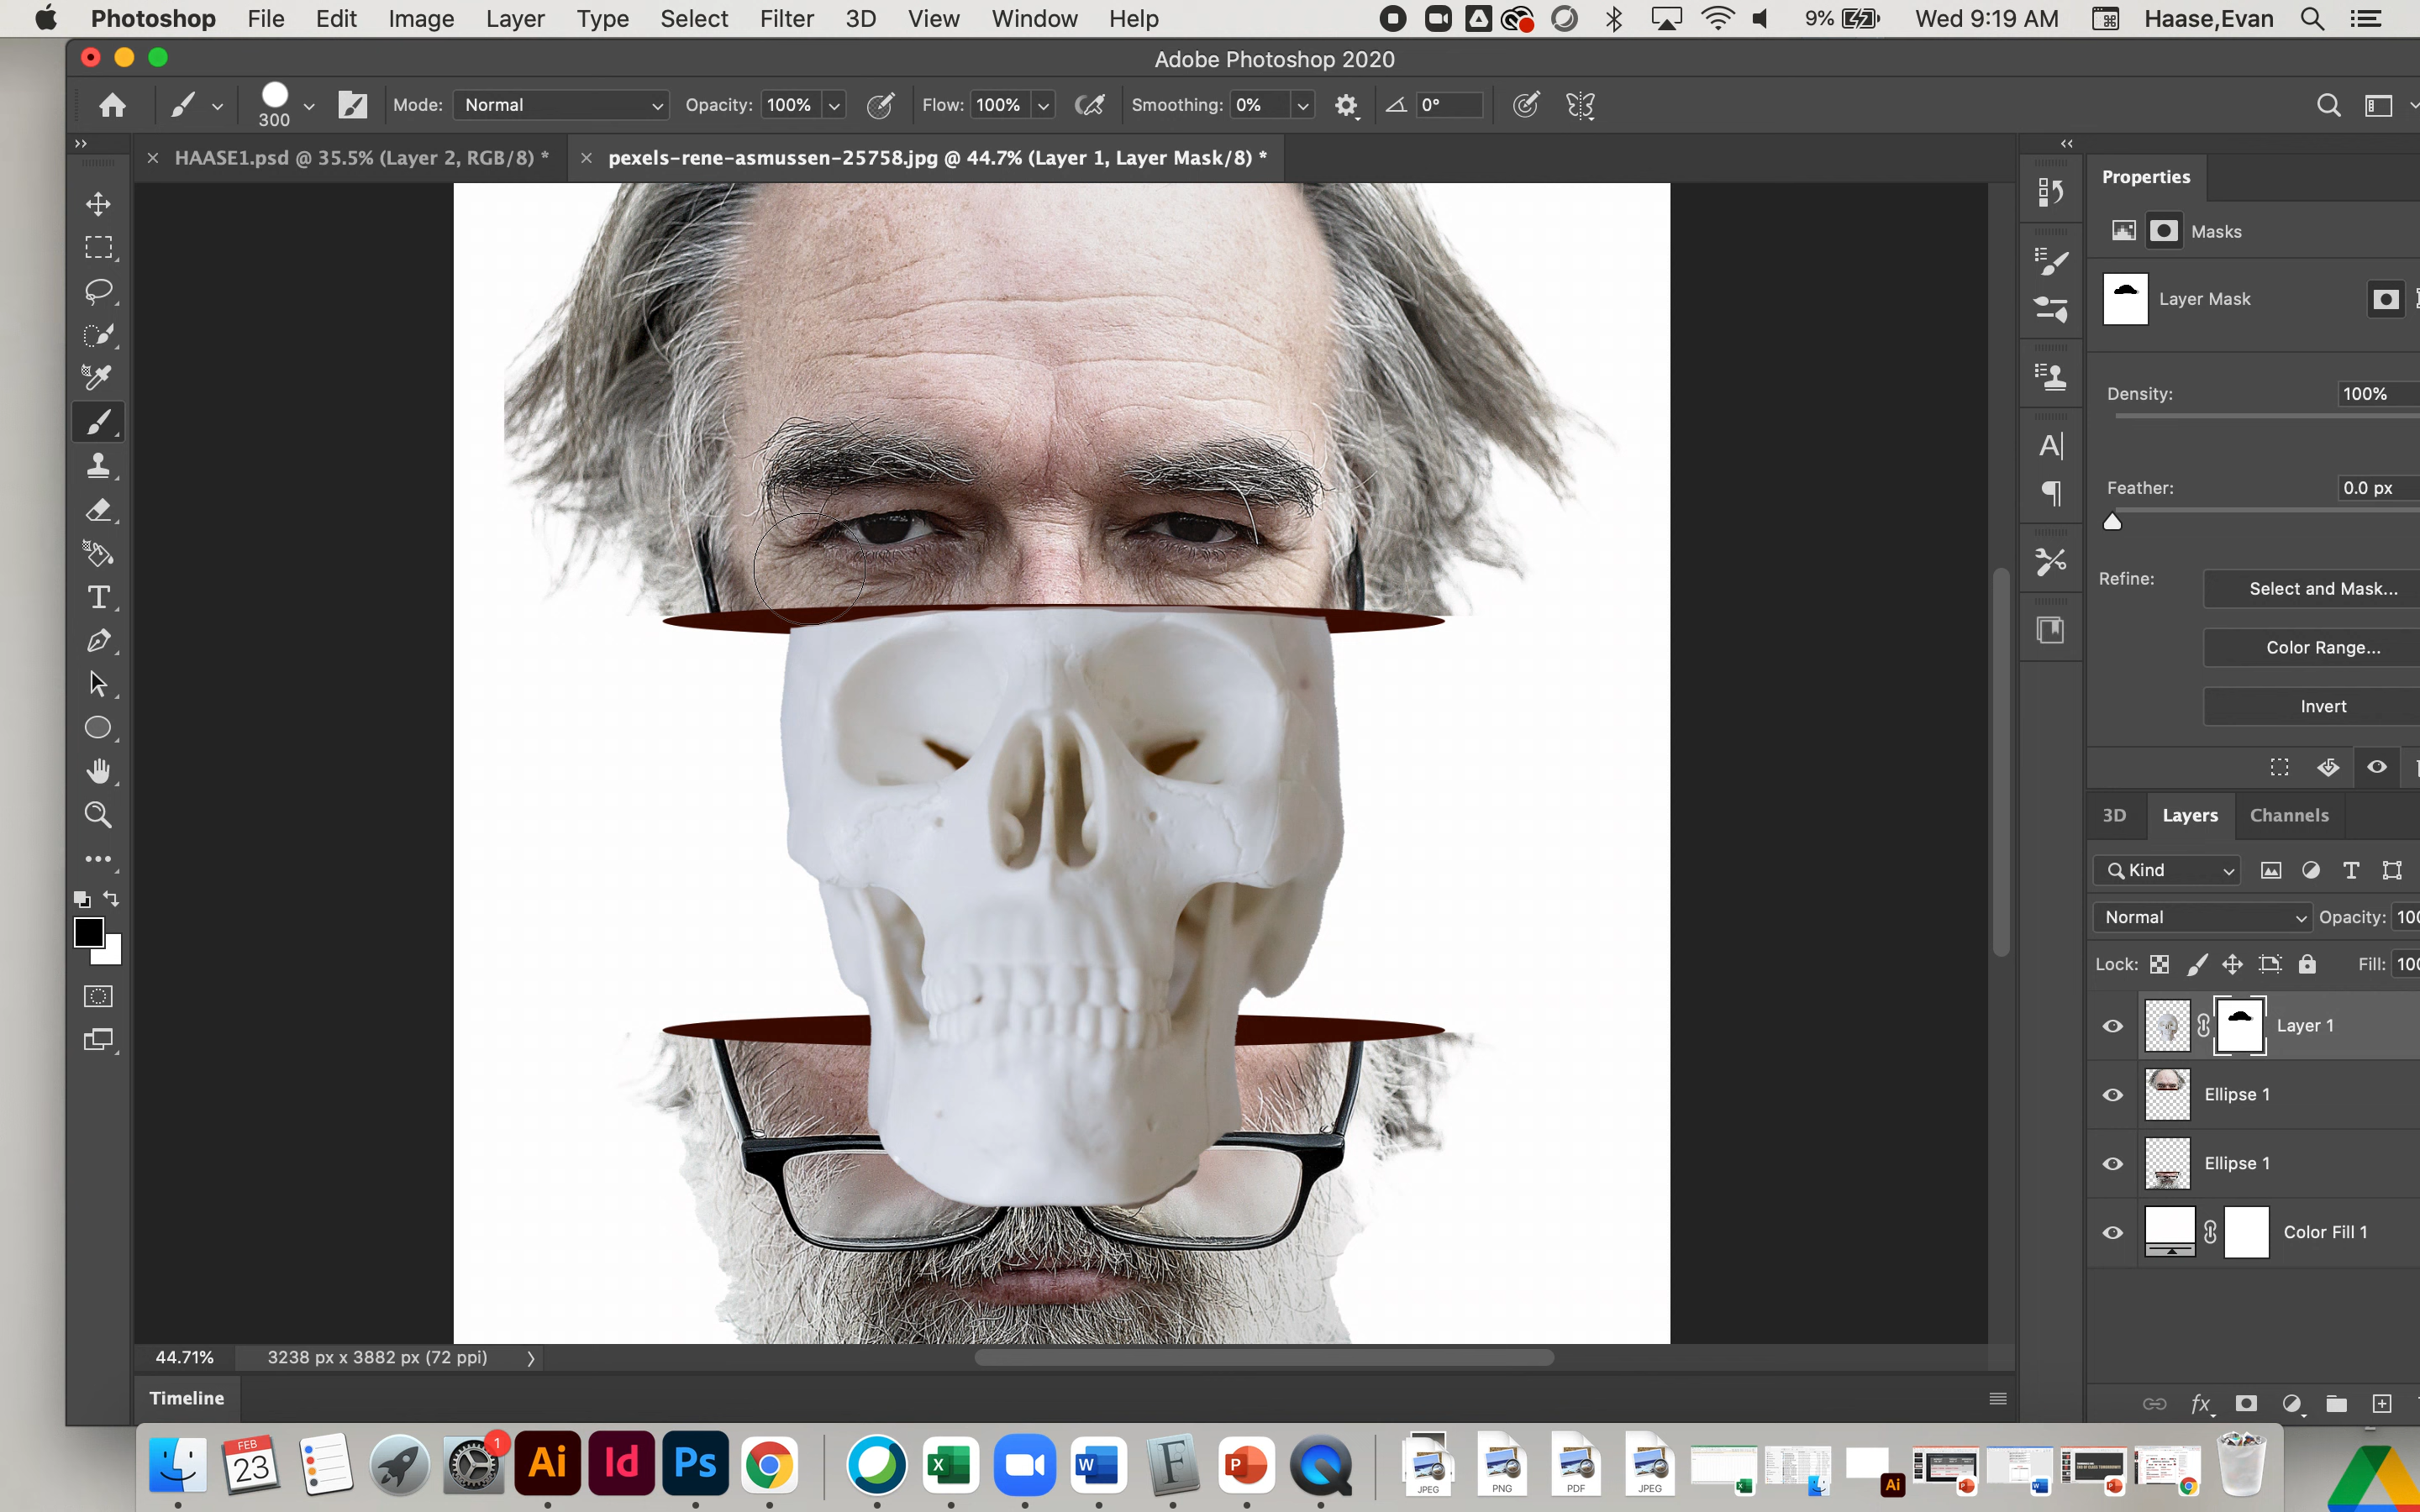 Photoshop File Edit Image Layer Type Select Filter 3D View Window Help 9% Wed 9:19 AM Haase,Evan
Adobe Photoshop 2020
300 Mode: Normal Opacity: 100% Flow: 100% Smoothing: 0% 0°
HAASE1.psd @ 35.5% (Layer 2, RGB/8) * pexels-rene-asmussen-25758.jpg @ 44.7% (Layer 1, Layer Mask/8) *
Properties
Masks
Layer Mask
Density: 100%
Feather: 0.0 px
Refine: Select and Mask...
Color Range...
Invert
3D Layers Channels
Kind
Normal Opacity: 100
Lock: Fill: 100
Layer 1
Ellipse 1
Ellipse 1
Color Fill 1
fx
44.71% 3238 px x 3882 px (72 ppi)
Timeline
FEB
23
1
Ai
Id
Ps
X
W
F
P
JPEG
PNG
PDF
JPEG
Ai